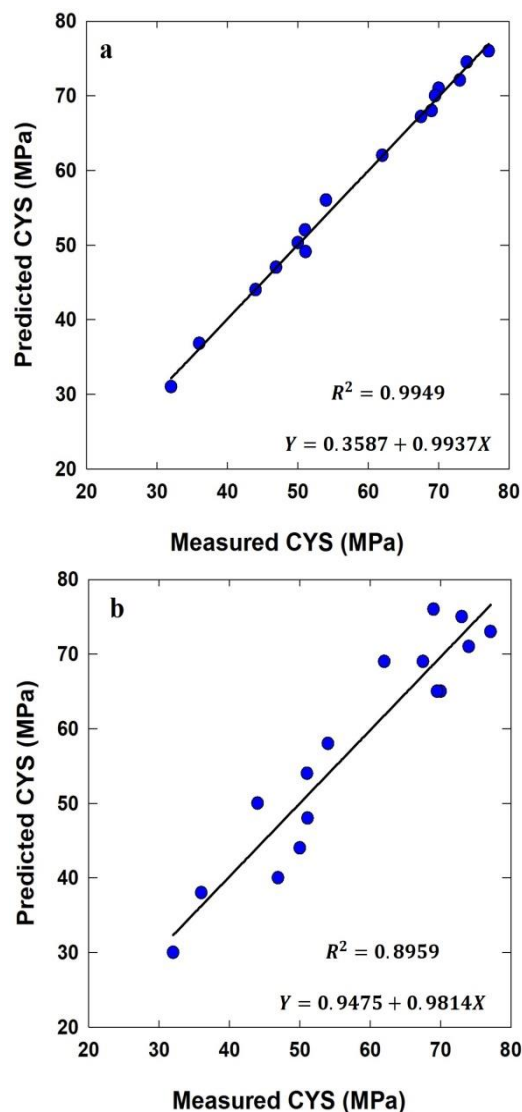 a
80
70
60
50
40
30
20
Predicted CYS (MPa)
R² = 0.9949
Y = 0.3587 + 0.9937X
20 30 40 50 60 70 80
Measured CYS (MPa)
b
80
70
60
50
40
30
20
Predicted CYS (MPa)
R² = 0.8959
Y = 0.9475 + 0.9814X
20 30 40 50 60 70 80
Measured CYS (MPa)